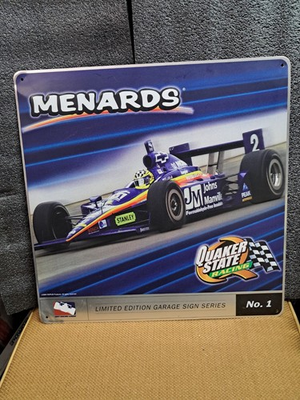 MENARDS
2
JM Johns
Manville
STANLEY
QUAKER
STATE
RACING
LIMITED EDITION GARAGE SIGN SERIES No. 1